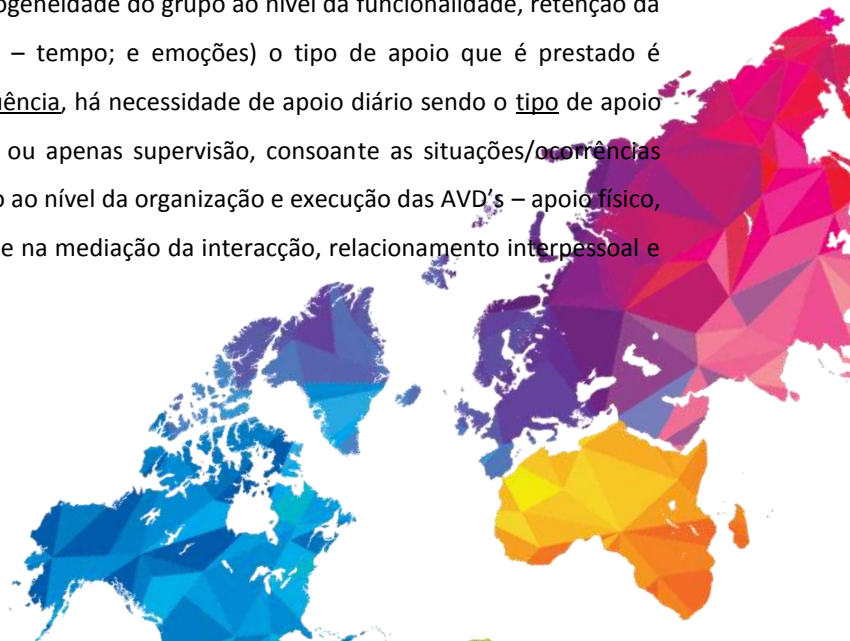 ogeneidade do grupo ao nível da funcionalidade, retenção da
– tempo; e emoções) o tipo de apoio que é prestado é
uência, há necessidade de apoio diário sendo o tipo de apoio
ou apenas supervisão, consoante as situações/ocorrências
o ao nível da organização e execução das AVD’s – apoio físico,
e na mediação da interacção, relacionamento interpessoal e